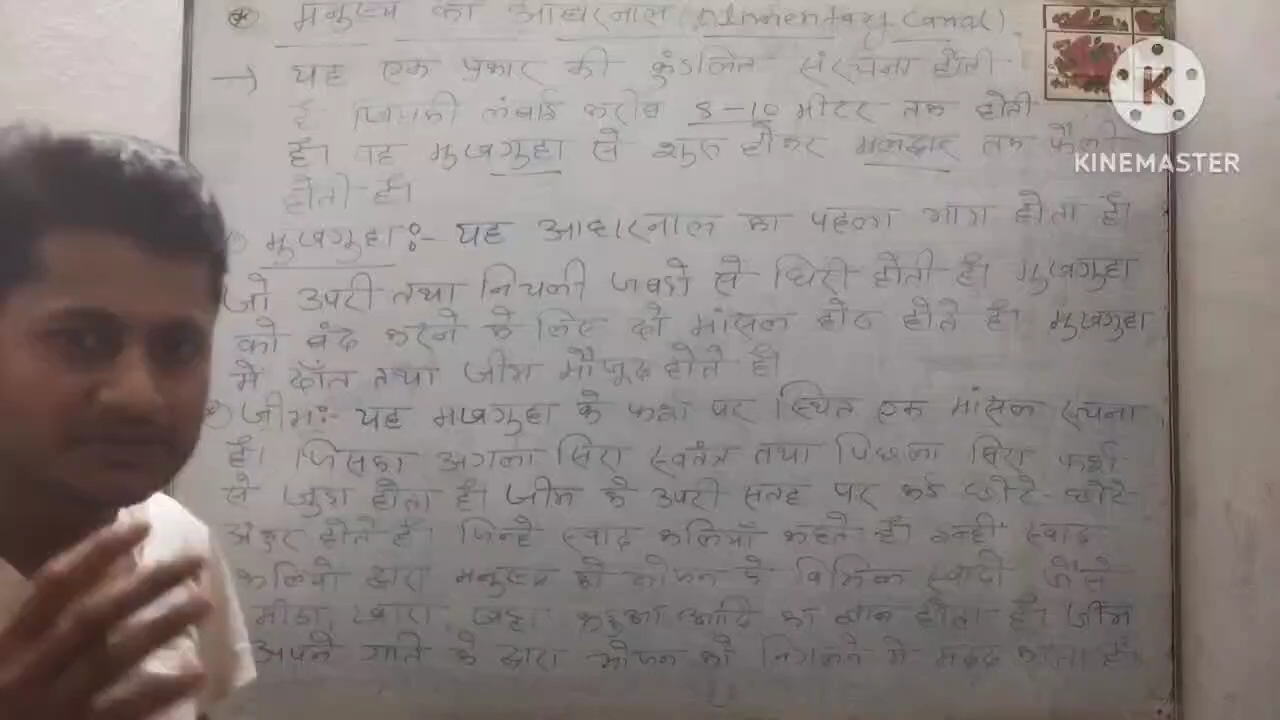 मनुष्य का आहारनाल (Alimentary Canal)
→ यह एक प्रकार की कुंडलित संरचना होती
है जिसकी लंबाई करीब 8-10 मीटर तक होती
है। यह मुखगुहा से शुरु होकर मलद्वार तक फैली
होती है।
मुखगुहा:- यह आहारनाल का पहला भाग होता है।
जो उपरी तथा निचली जबड़ो से घिरी होती है। मुखगुहा
को बंद करने के लिए दो मांसल होठ होते है। मुखगुहा
मे दाँत तथा जीभ मौजूद होते है।
जीभ:- यह मुखगुहा के फर्श पर स्थित एक मांसल रचना
है। जिसका अगला सिरा स्वतंत्र तथा पिछला सिरा फर्श
से जुड़ा होता है। जीभ के उपरी सतह पर कई छोटे-छोटे
अंकुर होते है। जिन्हे स्वाद कलियाँ कहते है। इन्ही स्वाद
कलियो द्वारा मनुष्य को भोजन के विभिन्न स्वादो जैसे
मीठा, खारा, खट्टा कडुआ आदि का ज्ञान होता है। जीभ
अपने गति के द्वारा भोजन को निगलने मे मदद करता है।
K
KINEMASTER